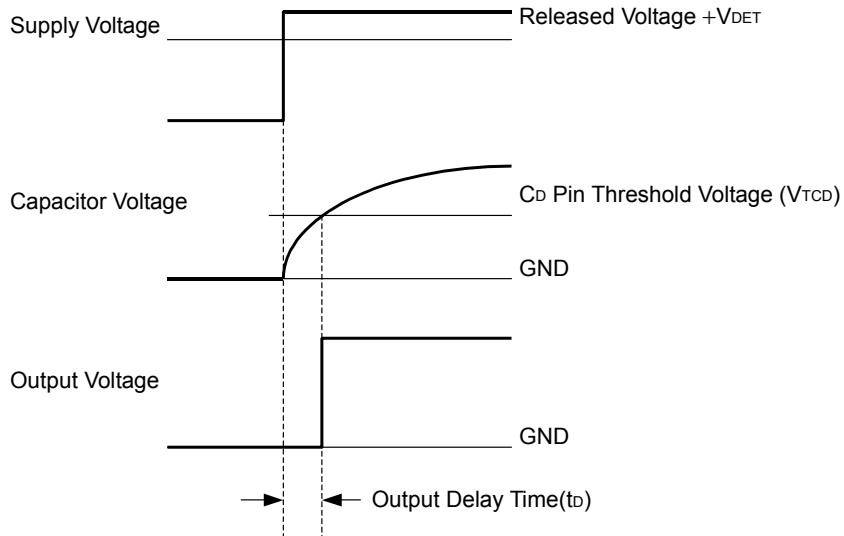 Supply Voltage
Released Voltage +VDET
Capacitor Voltage
CD Pin Threshold Voltage (VTCD)
GND
Output Voltage
GND
Output Delay Time(tD)